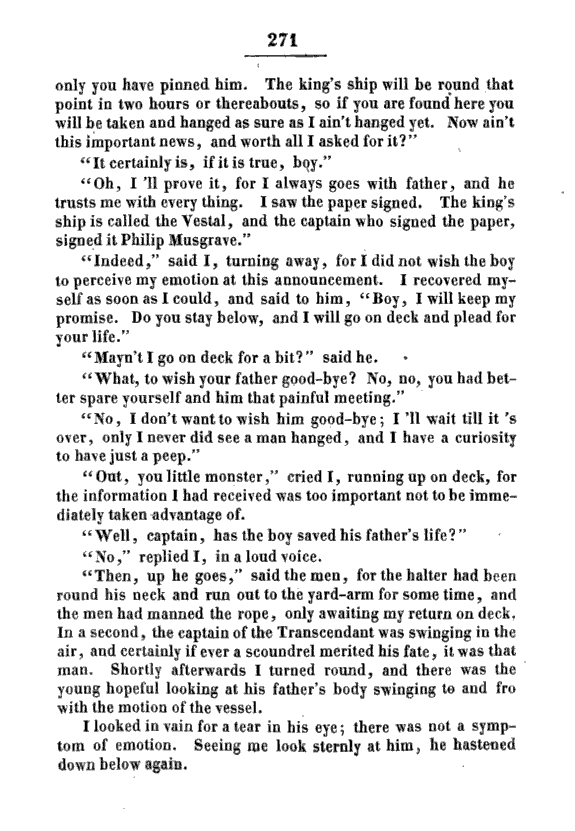 271
only you have pinned him. The king's ship will be round that
point in two hours or thereabouts, so if you are found here you
will be taken and hanged as sure as I ain't hanged yet. Now ain't
this important news, and worth all I asked for it?"
"It certainly is, if it is true, boy."
"Oh, I 'll prove it, for I always goes with father, and he
trusts me with every thing. I saw the paper signed. The king's
ship is called the Vestal, and the captain who signed the paper,
signed it Philip Musgrave."
"Indeed," said I, turning away, for I did not wish the boy
to perceive my emotion at this announcement. I recovered my-
self as soon as I could, and said to him, "Boy, I will keep my
promise. Do you stay below, and I will go on deck and plead for
your life."
"Mayn't I go on deck for a bit?" said he.
"What, to wish your father good-bye? No, no, you had bet-
ter spare yourself and him that painful meeting."
"No, I don't want to wish him good-bye; I 'll wait till it 's
over, only I never did see a man hanged, and I have a curiosity
to have just a peep."
"Out, you little monster," cried I, running up on deck, for
the information I had received was too important not to be imme-
diately taken advantage of.
"Well, captain, has the boy saved his father's life?"
"No," replied I, in a loud voice.
"Then, up he goes," said the men, for the halter had been
round his neck and run out to the yard-arm for some time, and
the men had manned the rope, only awaiting my return on deck.
In a second, the captain of the Transcendant was swinging in the
air, and certainly if ever a scoundrel merited his fate, it was that
man. Shortly afterwards I turned round, and there was the
young hopeful looking at his father's body swinging to and fro
with the motion of the vessel.
I looked in vain for a tear in his eye; there was not a symp-
tom of emotion. Seeing me look sternly at him, he hastened
down below again.